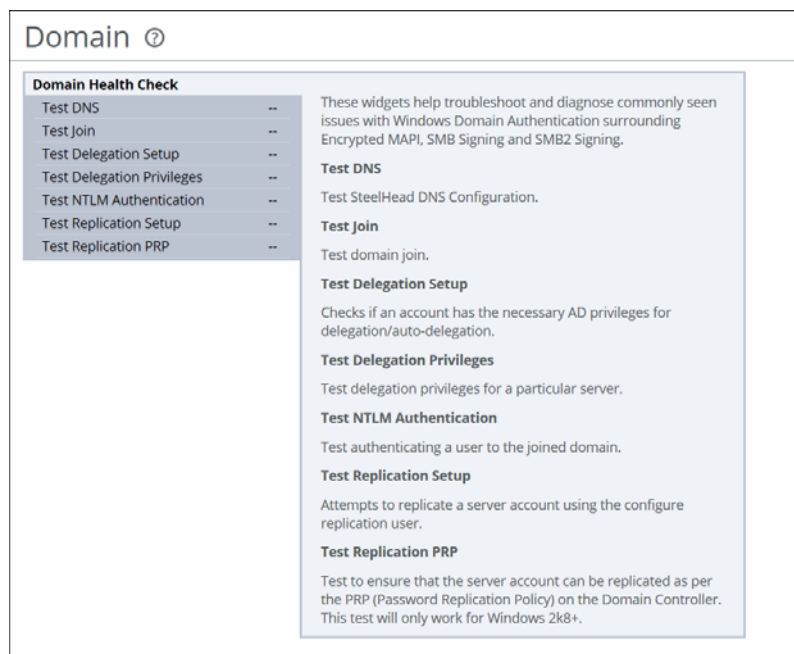 Domain ?
Domain Health Check
Test DNS --
Test Join --
Test Delegation Setup --
Test Delegation Privileges --
Test NTLM Authentication --
Test Replication Setup --
Test Replication PRP --
These widgets help troubleshoot and diagnose commonly seen
issues with Windows Domain Authentication surrounding
Encrypted MAPI, SMB Signing and SMB2 Signing.
Test DNS
Test SteelHead DNS Configuration.
Test Join
Test domain join.
Test Delegation Setup
Checks if an account has the necessary AD privileges for
delegation/auto-delegation.
Test Delegation Privileges
Test delegation privileges for a particular server.
Test NTLM Authentication
Test authenticating a user to the joined domain.
Test Replication Setup
Attempts to replicate a server account using the configure
replication user.
Test Replication PRP
Test to ensure that the server account can be replicated as per
the PRP (Password Replication Policy) on the Domain Controller.
This test will only work for Windows 2k8+.